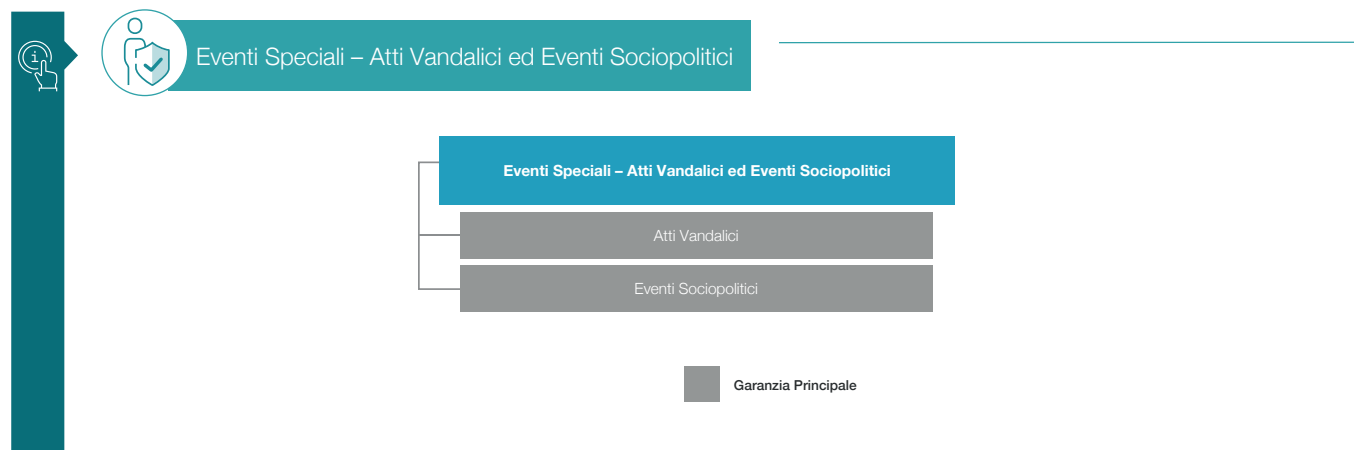 Eventi Speciali – Atti Vandalici ed Eventi Sociopolitici
Eventi Speciali – Atti Vandalici ed Eventi Sociopolitici
Atti Vandalici
Eventi Sociopolitici
Garanzia Principale